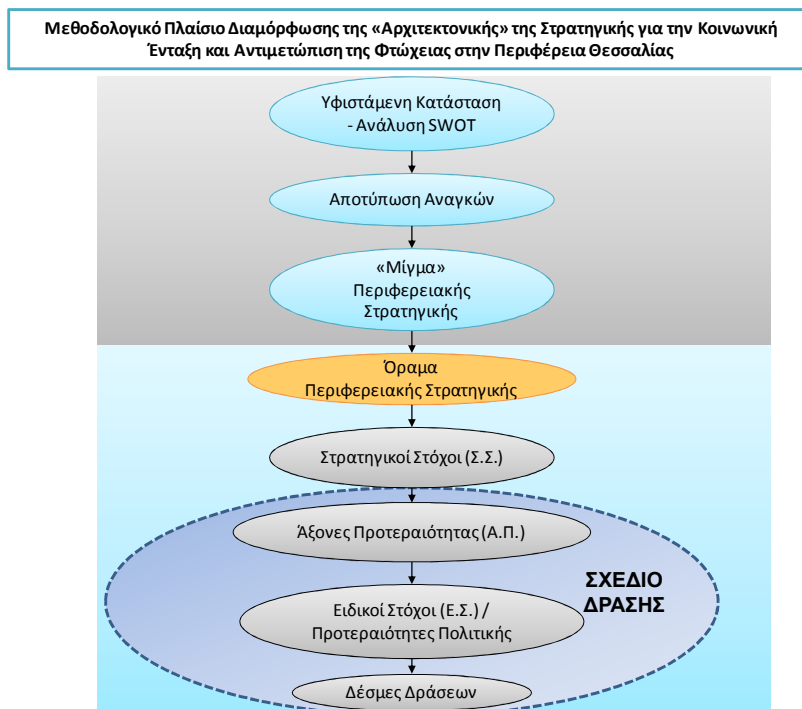 Μεθοδολογικό Πλαίσιο Διαμόρφωσης της «Αρχιτεκτονικής» της Στρατηγικής για την Κοινωνική
Ένταξη και Αντιμετώπιση της Φτώχειας στην Περιφέρεια Θεσσαλίας
Υφιστάμενη Κατάσταση
- Ανάλυση SWOT
Αποτύπωση Αναγκών
«Μίγμα»
Περιφερειακής
Στρατηγικής
Όραμα
Περιφερειακής Στρατηγικής
Στρατηγικοί Στόχοι (Σ.Σ.)
Άξονες Προτεραιότητας (Α.Π.)
ΣΧΕΔΙΟ
ΔΡΑΣΗΣ
Ειδικοί Στόχοι (Ε.Σ.) /
Προτεραιότητες Πολιτικής
Δέσμες Δράσεων